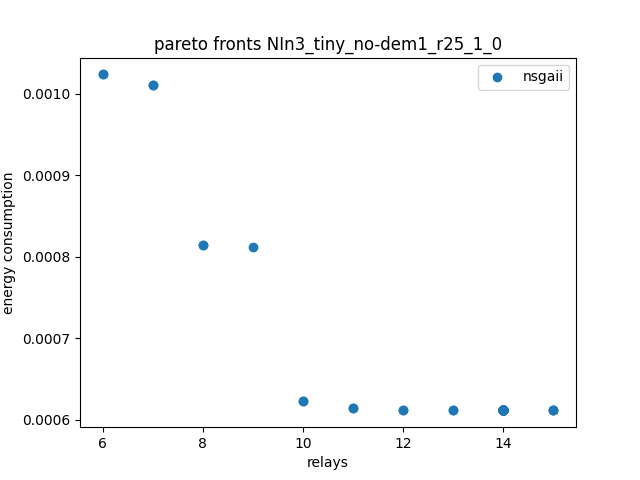 pareto fronts NIn3_tiny_no-dem1_r25_1_0
nsgaii
energy consumption
0.0010
0.0009
0.0008
0.0007
0.0006
6 8 10 12 14
relays